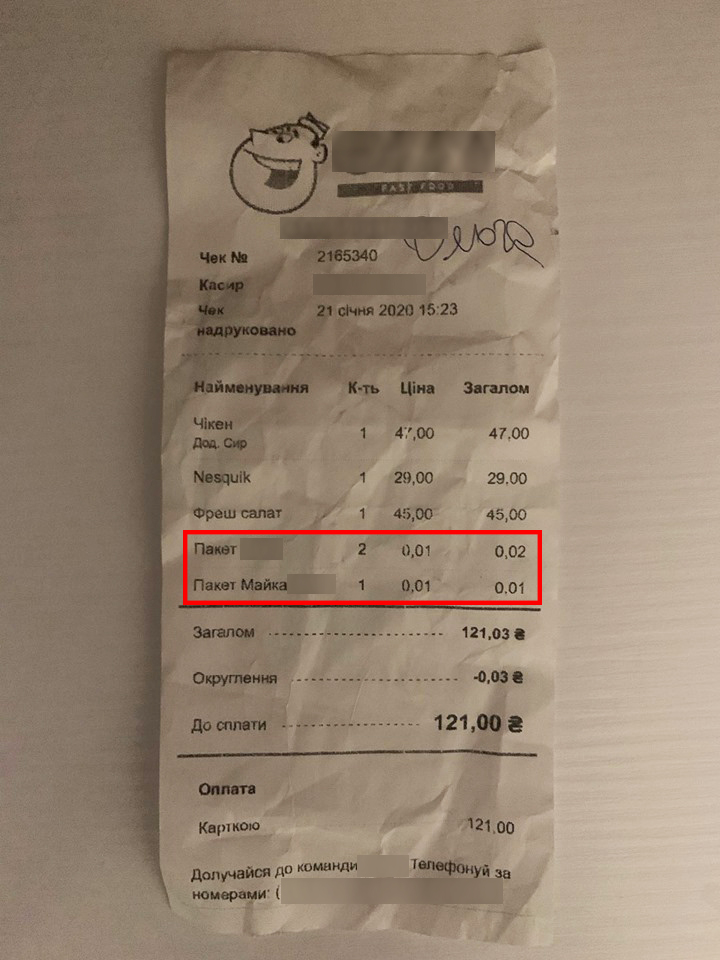 FAST FOOD
Чек № 2165340
Касир
Чек надруковано 21 січня 2020 15:23
Найменування К-ть Ціна Загалом
Чікен 1 47,00 47,00
Дод. Сир
Nesquik 1 29,00 29,00
Фреш салат 1 45,00 45,00
Пакет 2 0,01 0,02
Пакет Майка 1 0,01 0,01
Загалом 121,03 ₴
Округлення -0,03 ₴
До сплати 121,00 ₴
Оплата
Карткою 121,00
Долучайся до команди Телефонуй за
номерами: (